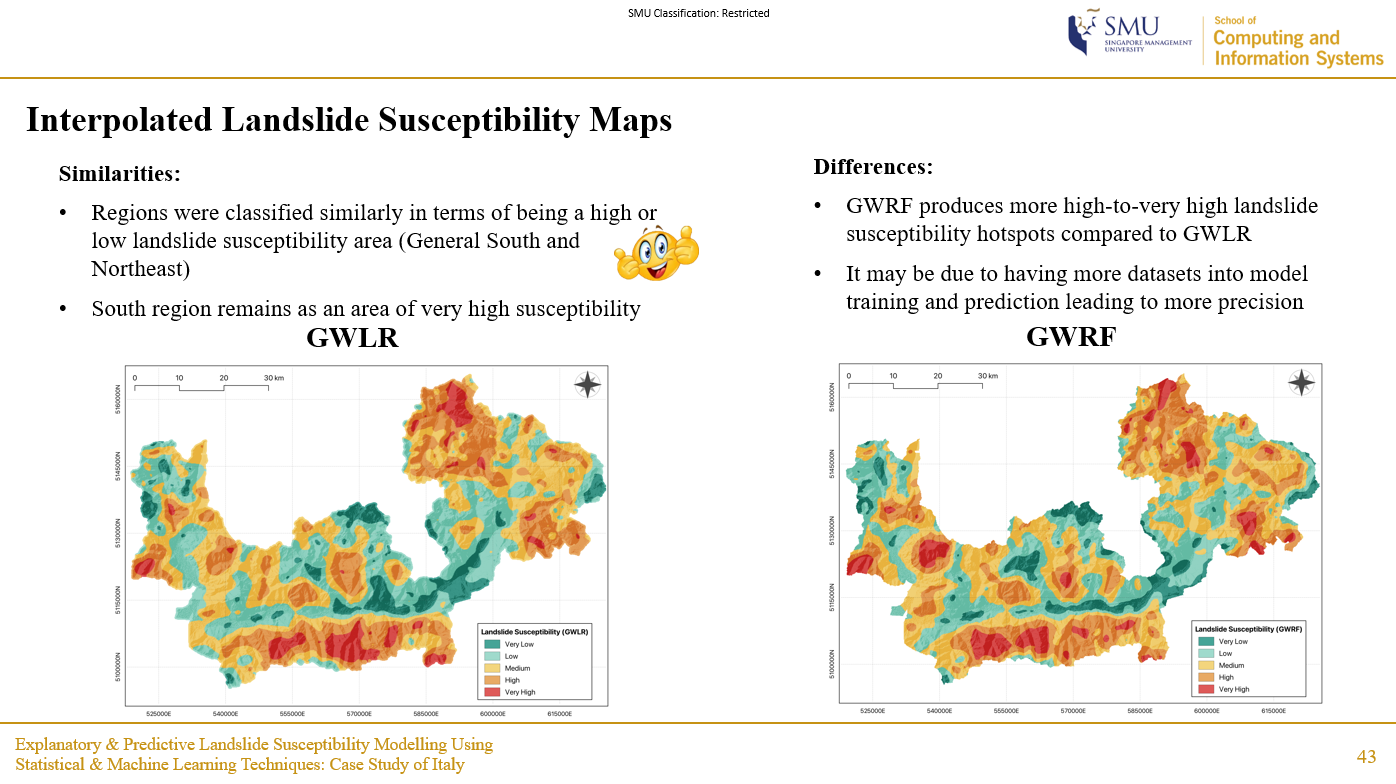 SMU Classification: Restricted
SMU
SINGAPORE MANAGEMENT
UNIVERSITY
School of
Computing and
Information Systems
Interpolated Landslide Susceptibility Maps
Similarities:
• Regions were classified similarly in terms of being a high or
low landslide susceptibility area (General South and
Northeast)
• South region remains as an area of very high susceptibility
Differences:
• GWRF produces more high-to-very high landslide
susceptibility hotspots compared to GWLR
• It may be due to having more datasets into model
training and prediction leading to more precision
GWLR
0 10 20 30 km
5160000N
5145000N
5130000N
5115000N
5100000N
525000E 540000E 555000E 570000E 585000E 600000E 615000E
Landslide Susceptibility (GWLR)
Very Low
Low
Medium
High
Very High
GWRF
0 10 20 30 km
5160000N
5145000N
5130000N
5115000N
5100000N
525000E 540000E 555000E 570000E 585000E 600000E 615000E
Landslide Susceptibility (GWRF)
Very Low
Low
Medium
High
Very High
Explanatory & Predictive Landslide Susceptibility Modelling Using
Statistical & Machine Learning Techniques: Case Study of Italy
43